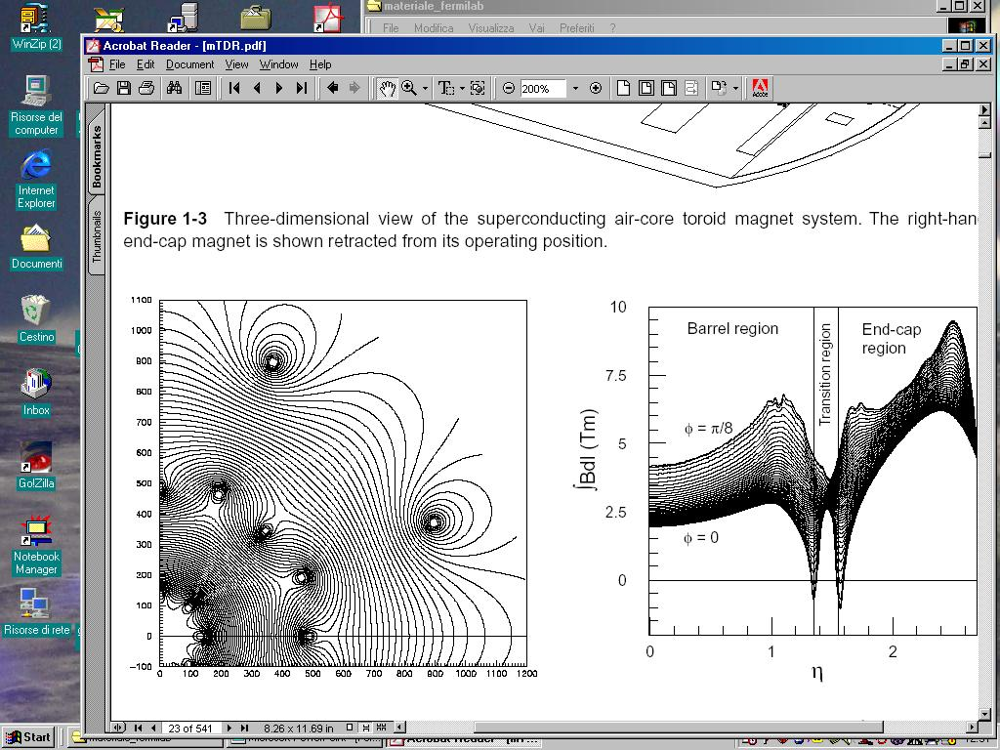 materiale_fermilab
File Modifica Visualizza Vai Preferiti ?
WinZip (2)
Risorse del computer
Internet Explorer
Documenti
Cestino
Inbox
Go!Zilla
Notebook Manager
Risorse di rete
Acrobat Reader - [mTDR.pdf]
File Edit Document View Window Help
200%
Adobe
Bookmarks
Thumbnails
Figure 1-3 Three-dimensional view of the superconducting air-core toroid magnet system. The right-han
end-cap magnet is shown retracted from its operating position.
1100
1000
900
800
700
600
500
400
300
200
100
0
-100
0 100 200 300 400 500 600 700 800 900 1000 1100 1200
10
7.5
5
2.5
0
∫Bdl (Tm)
Barrel region
Transition region
End-cap
region
ϕ = π/8
ϕ = 0
0 1 2
η
23 of 541
8.26 x 11.69 in
Start
materiale_fermilab
Acrobat Reader - [mT...